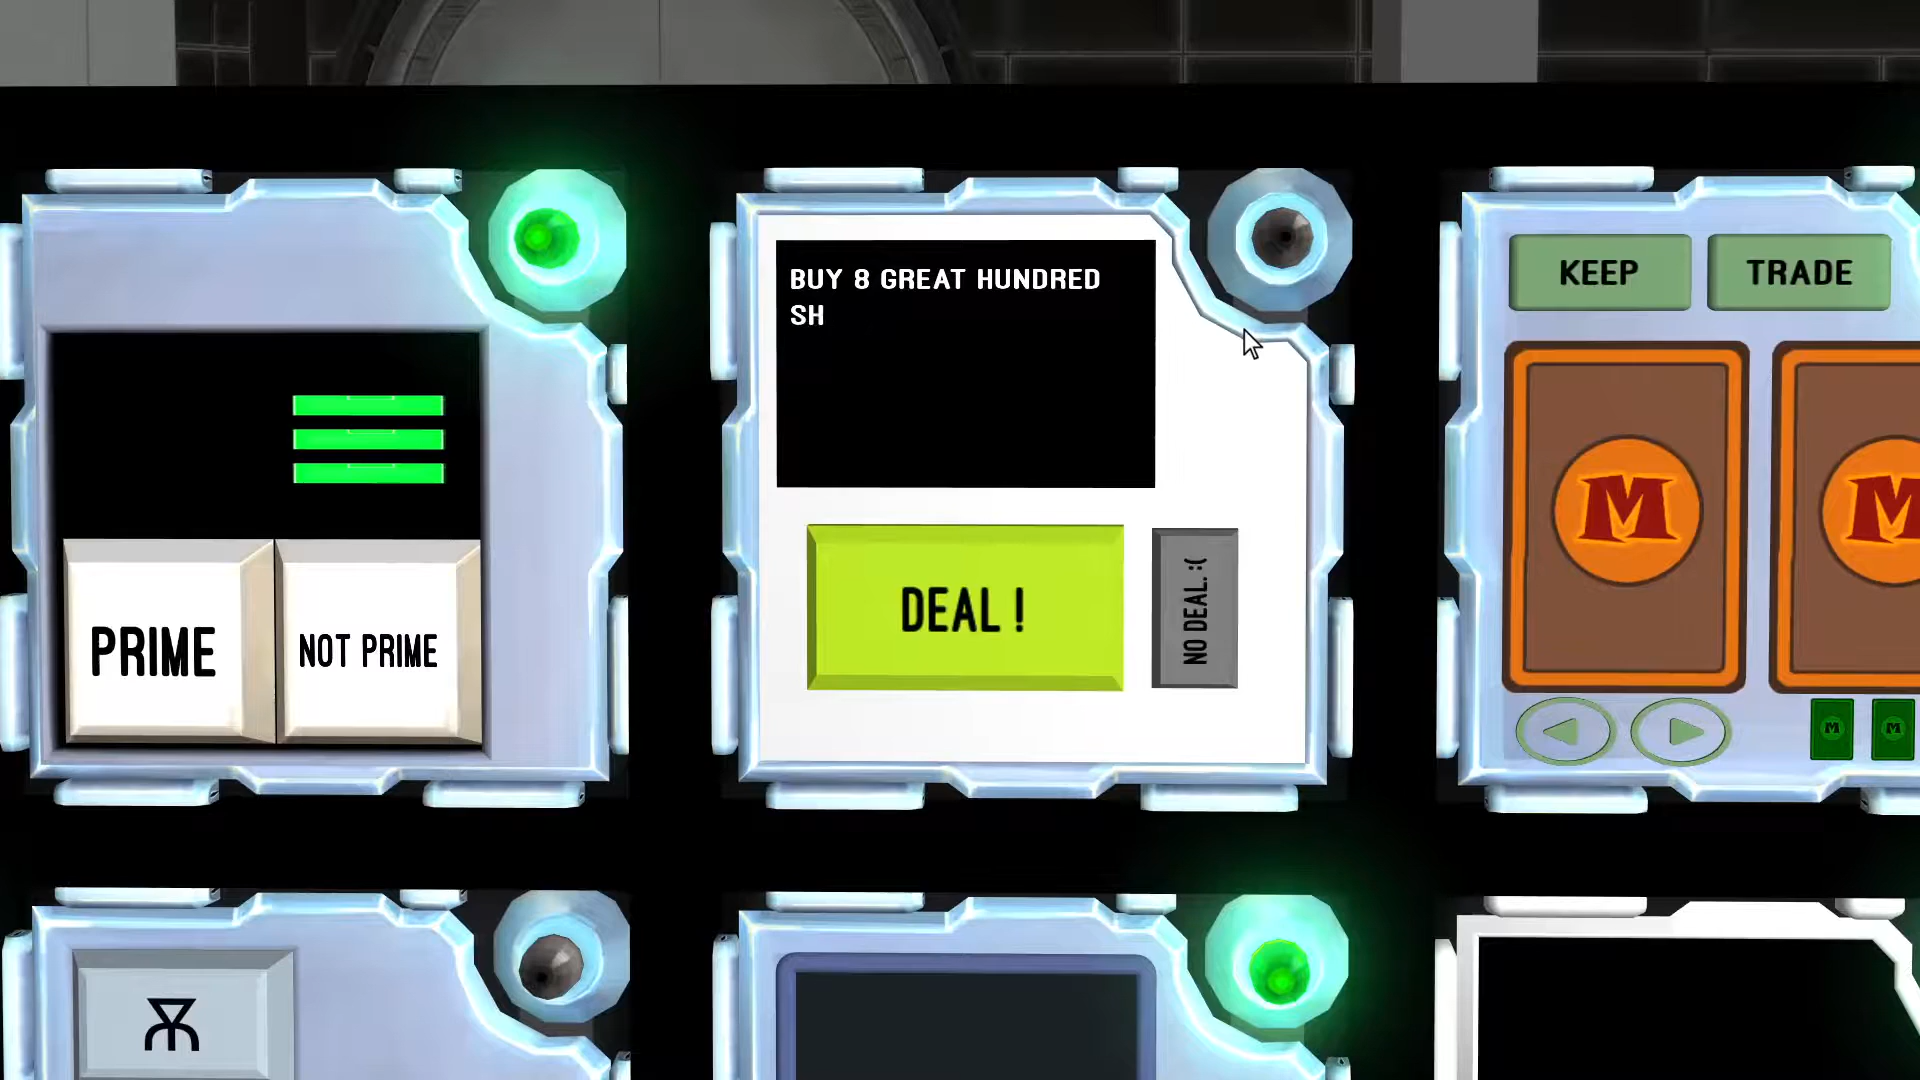 BUY 8 GREAT HUNDRED
SH
KEEP
TRADE
M
M
DEAL !
NO DEAL. :(
PRIME
NOT PRIME
M
M